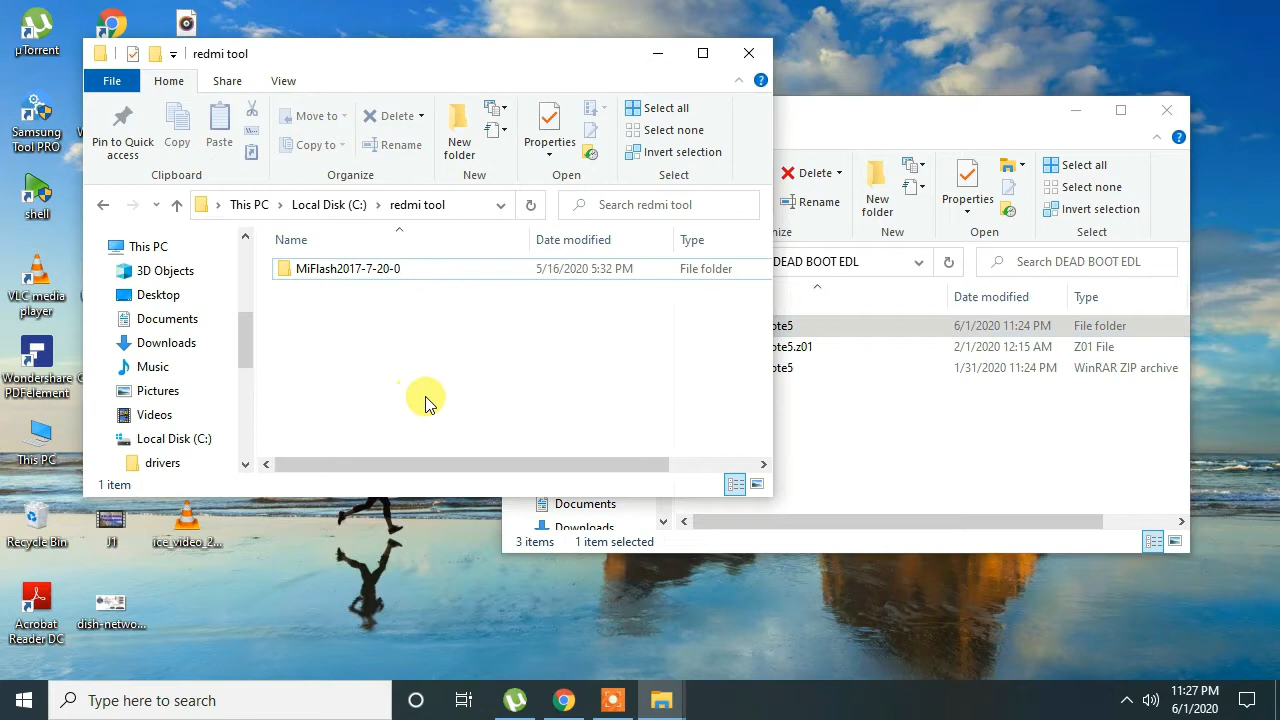 µTorrent
Samsung
Tool PRO
shell
VLC media
player
Wondershare
PDFelement
This PC
Recycle Bin
J1
ice_video_2...
Acrobat
Reader DC
dish-netwo...
redmi tool
File
Home
Share
View
Pin to Quick
access
Copy
Paste
Clipboard
Move to
Copy to
Delete
Rename
Organize
New
folder
New
Properties
Open
Select all
Select none
Invert selection
Select
This PC
Local Disk (C:)
redmi tool
Search redmi tool
Name
Date modified
Type
MiFlash2017-7-20-0
5/16/2020 5:32 PM
File folder
This PC
3D Objects
Desktop
Documents
Downloads
Music
Pictures
Videos
Local Disk (C:)
drivers
1 item
Delete
Rename
New
folder
New
Properties
Open
Select all
Select none
Invert selection
Select
DEAD BOOT EDL
Search DEAD BOOT EDL
Date modified
Type
ote5
6/1/2020 11:24 PM
File folder
ote5.z01
2/1/2020 12:15 AM
Z01 File
ote5
1/31/2020 11:24 PM
WinRAR ZIP archive
Documents
Downloads
3 items
1 item selected
Type here to search
11:27 PM
6/1/2020